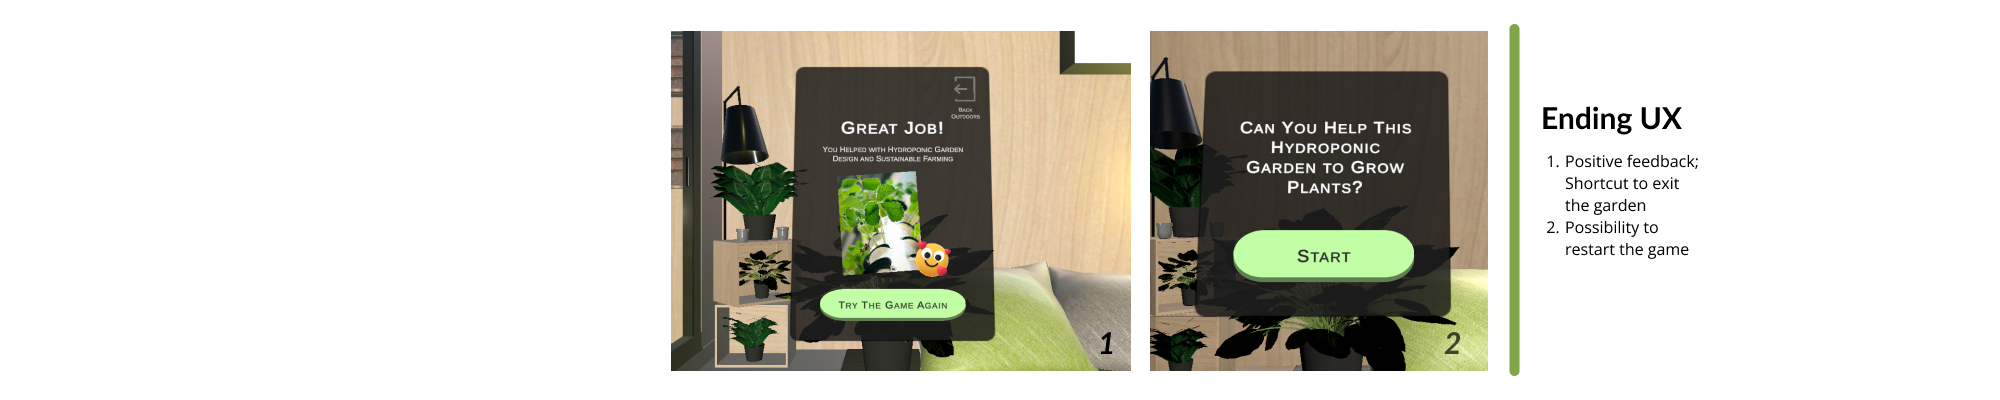 Back
Outdoors
Great Job!
You Helped with Hydroponic Garden
Design and Sustainable Farming
Try The Game Again
1
Can You Help This
Hydroponic
Garden to Grow
Plants?
Start
2
Ending UX
1. Positive feedback;
Shortcut to exit
the garden
2. Possibility to
restart the game